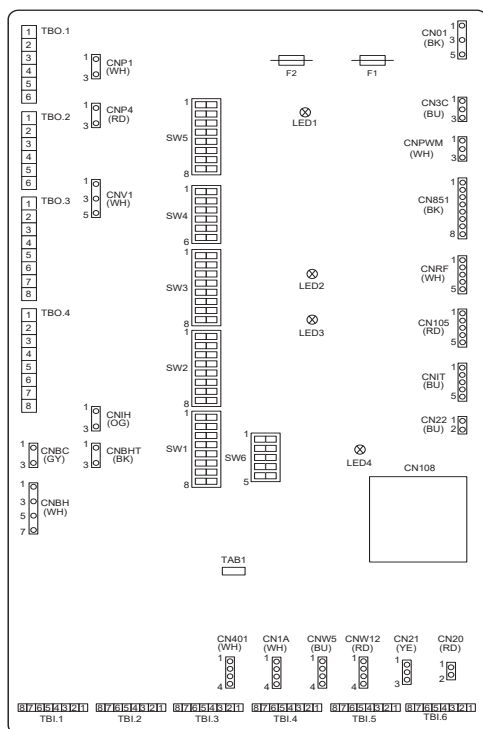 1 TBO.1
2
3
4
5
6
1 CNP1
(WH)
3
1 CNP4
(RD)
3
1 TBO.2
2
3
4
5
6
1 CNV1
3 (WH)
5
1 TBO.3
2
3
4
5
6
7
8
1 TBO.4
2
3
4
5
6
7
8
1 CNIH
(OG)
3
1 CNBC
(GY)
3
1 CNBHT
(BK)
3
1
3 CNBH
5 (WH)
7
F2
F1
LED1
1
SW5
8
1
SW4
6
1
SW3
8
1
SW2
8
1
SW1
8
1
SW6
5
LED2
LED3
LED4
CN01 1
(BK) 3
5
CN3C 1
(BU)
3
CNPWM 1
(WH)
3
CN851 1
(BK)
8
CNRF 1
(WH)
5
CN105 1
(RD)
5
CNIT 1
(BU)
5
CN22 1
(BU) 2
CN108
TAB1
CN401
(WH)
1
4
CN1A
(WH)
1
4
CNW5
(BU)
1
4
CNW12
(RD)
1
4
CN21
(YE)
1
3
CN20
(RD)
1
2
8 7 6 5 4 3 2 1
TBI.1
8 7 6 5 4 3 2 1
TBI.2
8 7 6 5 4 3 2 1
TBI.3
8 7 6 5 4 3 2 1
TBI.4
8 7 6 5 4 3 2 1
TBI.5
8 7 6 5 4 3 2 1
TBI.6